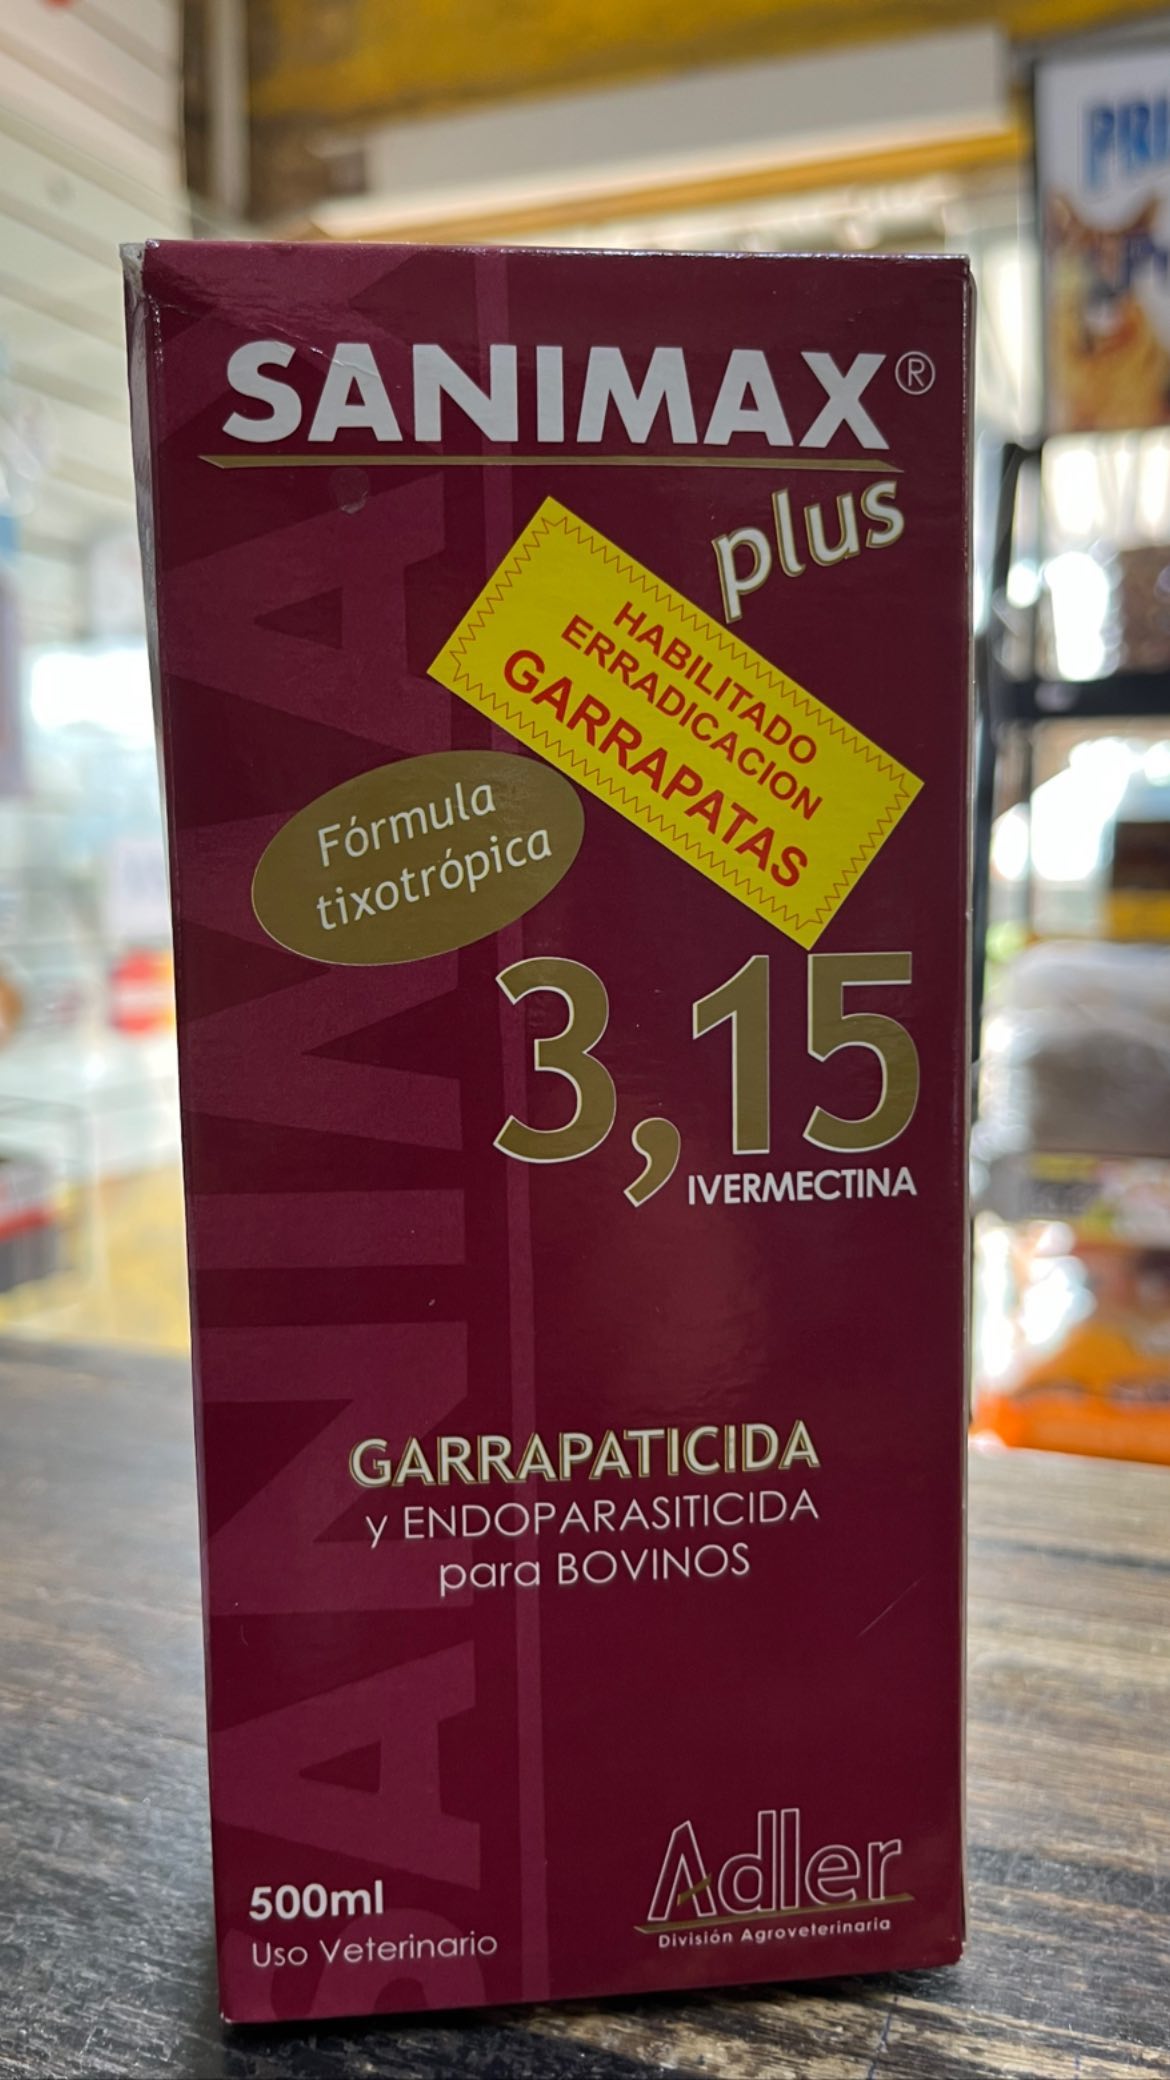 SANIMAX®
plus
HABILITADO
ERRADICACION
GARRAPATAS
Fórmula
tixotrópica
3,15
IVERMECTINA
GARRAPATICIDA
y ENDOPARASITICIDA
para BOVINOS
500ml
Uso Veterinario
Adler
División Agroveterinaria
SANIMAX